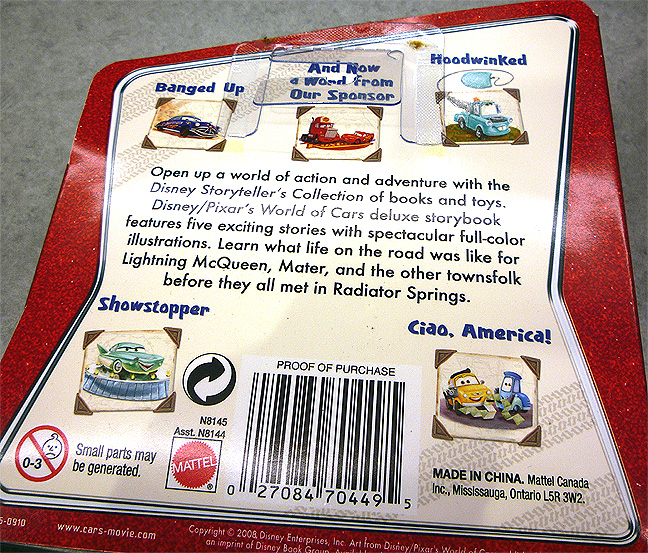 Banged Up
And Now
a Word from
Our Sponsor
Hoodwinked
Open up a world of action and adventure with the
Disney Storyteller's Collection of books and toys.
Disney/Pixar's World of Cars deluxe storybook
features five exciting stories with spectacular full-color
illustrations. Learn what life on the road was like for
Lightning McQueen, Mater, and the other townsfolk
before they all met in Radiator Springs.
Showstopper
Ciao, America!
PROOF OF PURCHASE
N8145
Asst. N8144
0-3
Small parts may
be generated.
MATTEL
®
0 27084 70449 5
MADE IN CHINA. Mattel Canada
Inc., Mississauga, Ontario L5R 3W2.
-0910
www.cars-movie.com
Copyright © 2008 Disney Enterprises, Inc. Art from Disney/Pixar's World of
an imprint of Disney Book Group.